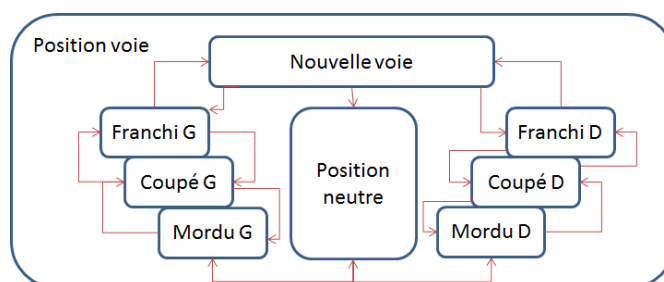 Position voie
Nouvelle voie
Franchi G
Franchi D
Coupé G
Position
neutre
Coupé D
Mordu G
Mordu D